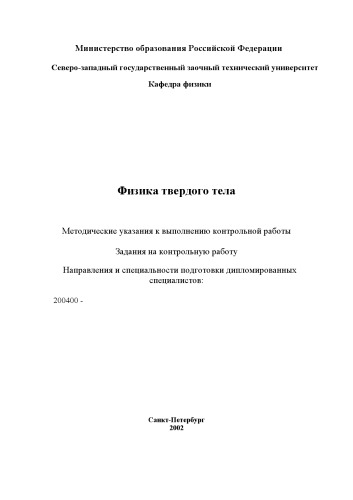 Министерство образования Российской Федерации
Северо-западный государственный заочный технический университет
Кафедра физики
Физика твердого тела
Методические указания к выполнению контрольной работы
Задания на контрольную работу
Направления и специальности подготовки дипломированных
специалистов:
200400 -
Санкт-Петербург
2002